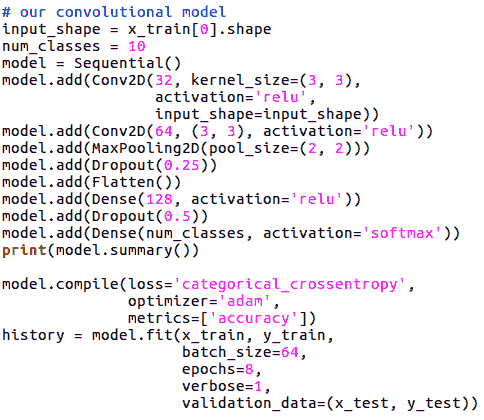 # our convolutional model
input_shape = x_train[0].shape
num_classes = 10
model = Sequential()
model.add(Conv2D(32, kernel_size=(3, 3),
                 activation='relu',
                 input_shape=input_shape))
model.add(Conv2D(64, (3, 3), activation='relu'))
model.add(MaxPooling2D(pool_size=(2, 2)))
model.add(Dropout(0.25))
model.add(Flatten())
model.add(Dense(128, activation='relu'))
model.add(Dropout(0.5))
model.add(Dense(num_classes, activation='softmax'))
print(model.summary())

model.compile(loss='categorical_crossentropy',
              optimizer='adam',
              metrics=['accuracy'])
history = model.fit(x_train, y_train,
                    batch_size=64,
                    epochs=8,
                    verbose=1,
                    validation_data=(x_test, y_test))